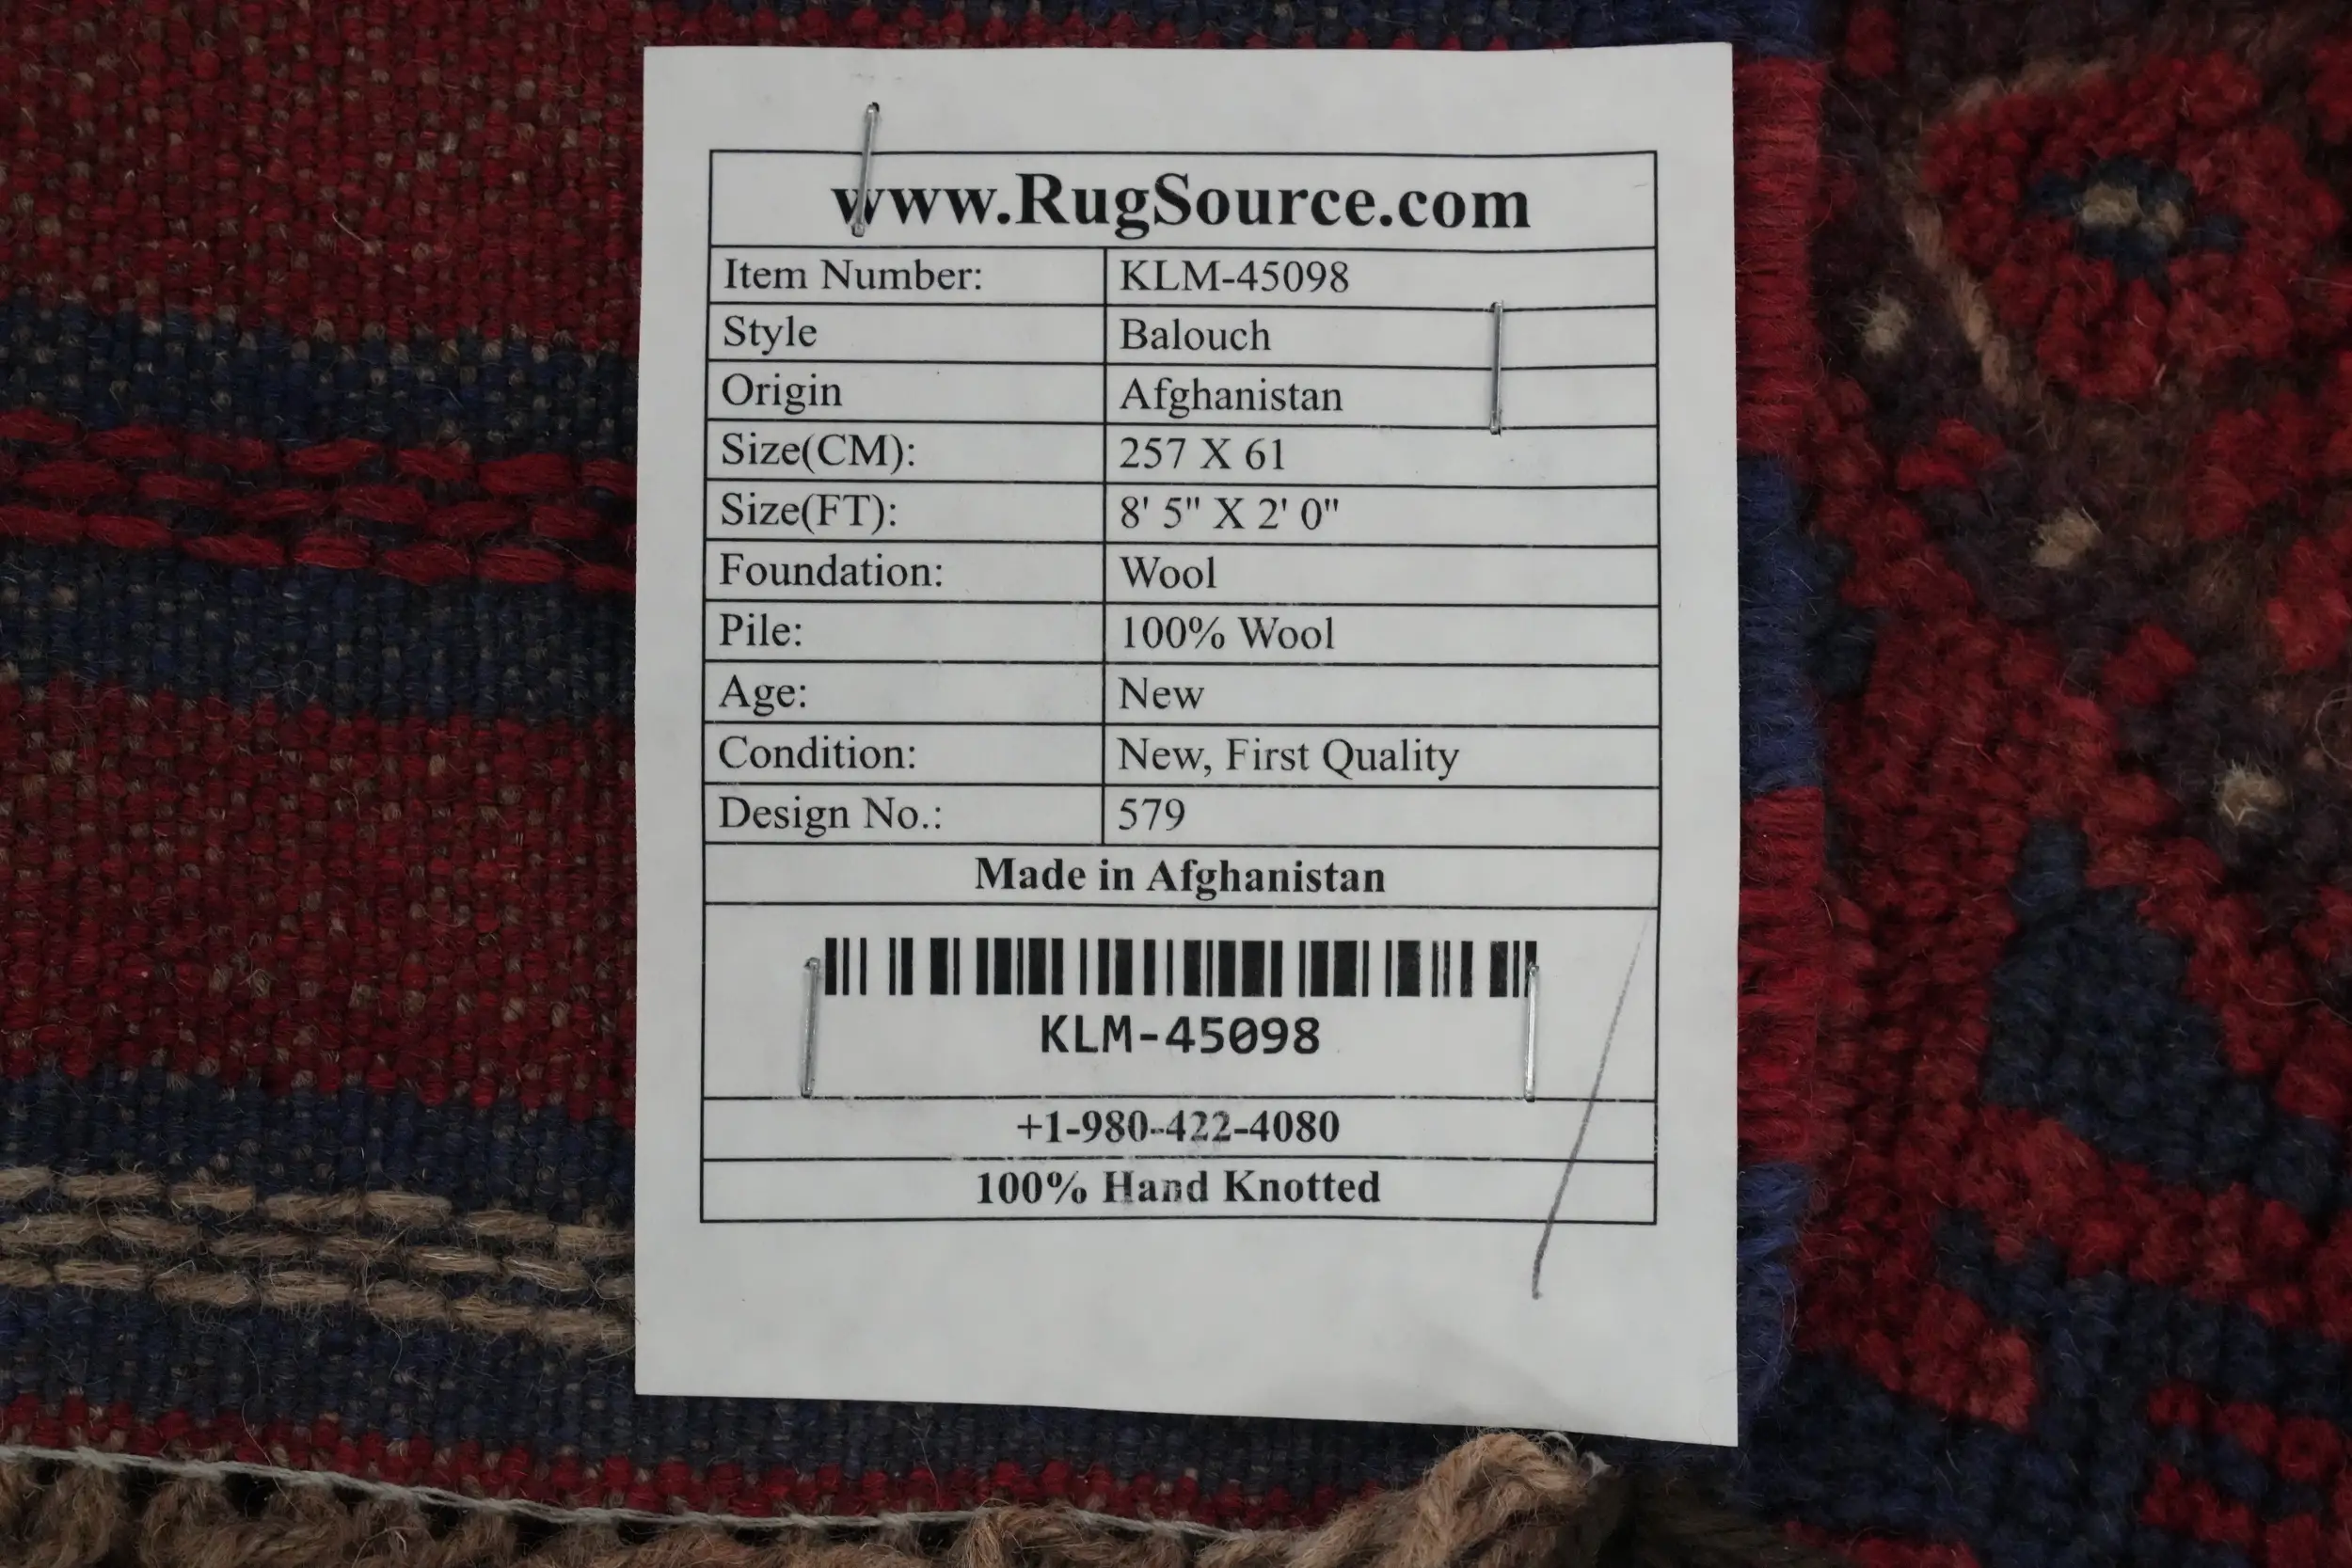 www.RugSource.com
Item Number: KLM-45098
Style Balouch
Origin Afghanistan
Size(CM): 257 X 61
Size(FT): 8' 5" X 2' 0"
Foundation: Wool
Pile: 100% Wool
Age: New
Condition: New, First Quality
Design No.: 579
Made in Afghanistan
KLM-45098
+1-980-422-4080
100% Hand Knotted